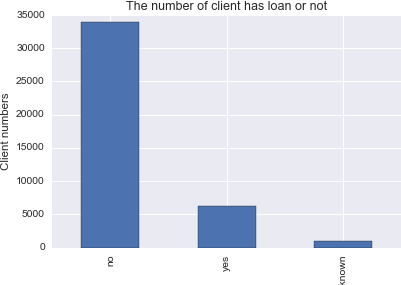 The number of client has loan or not
Client numbers
35000
30000
25000
20000
15000
10000
5000
0
no
yes
known